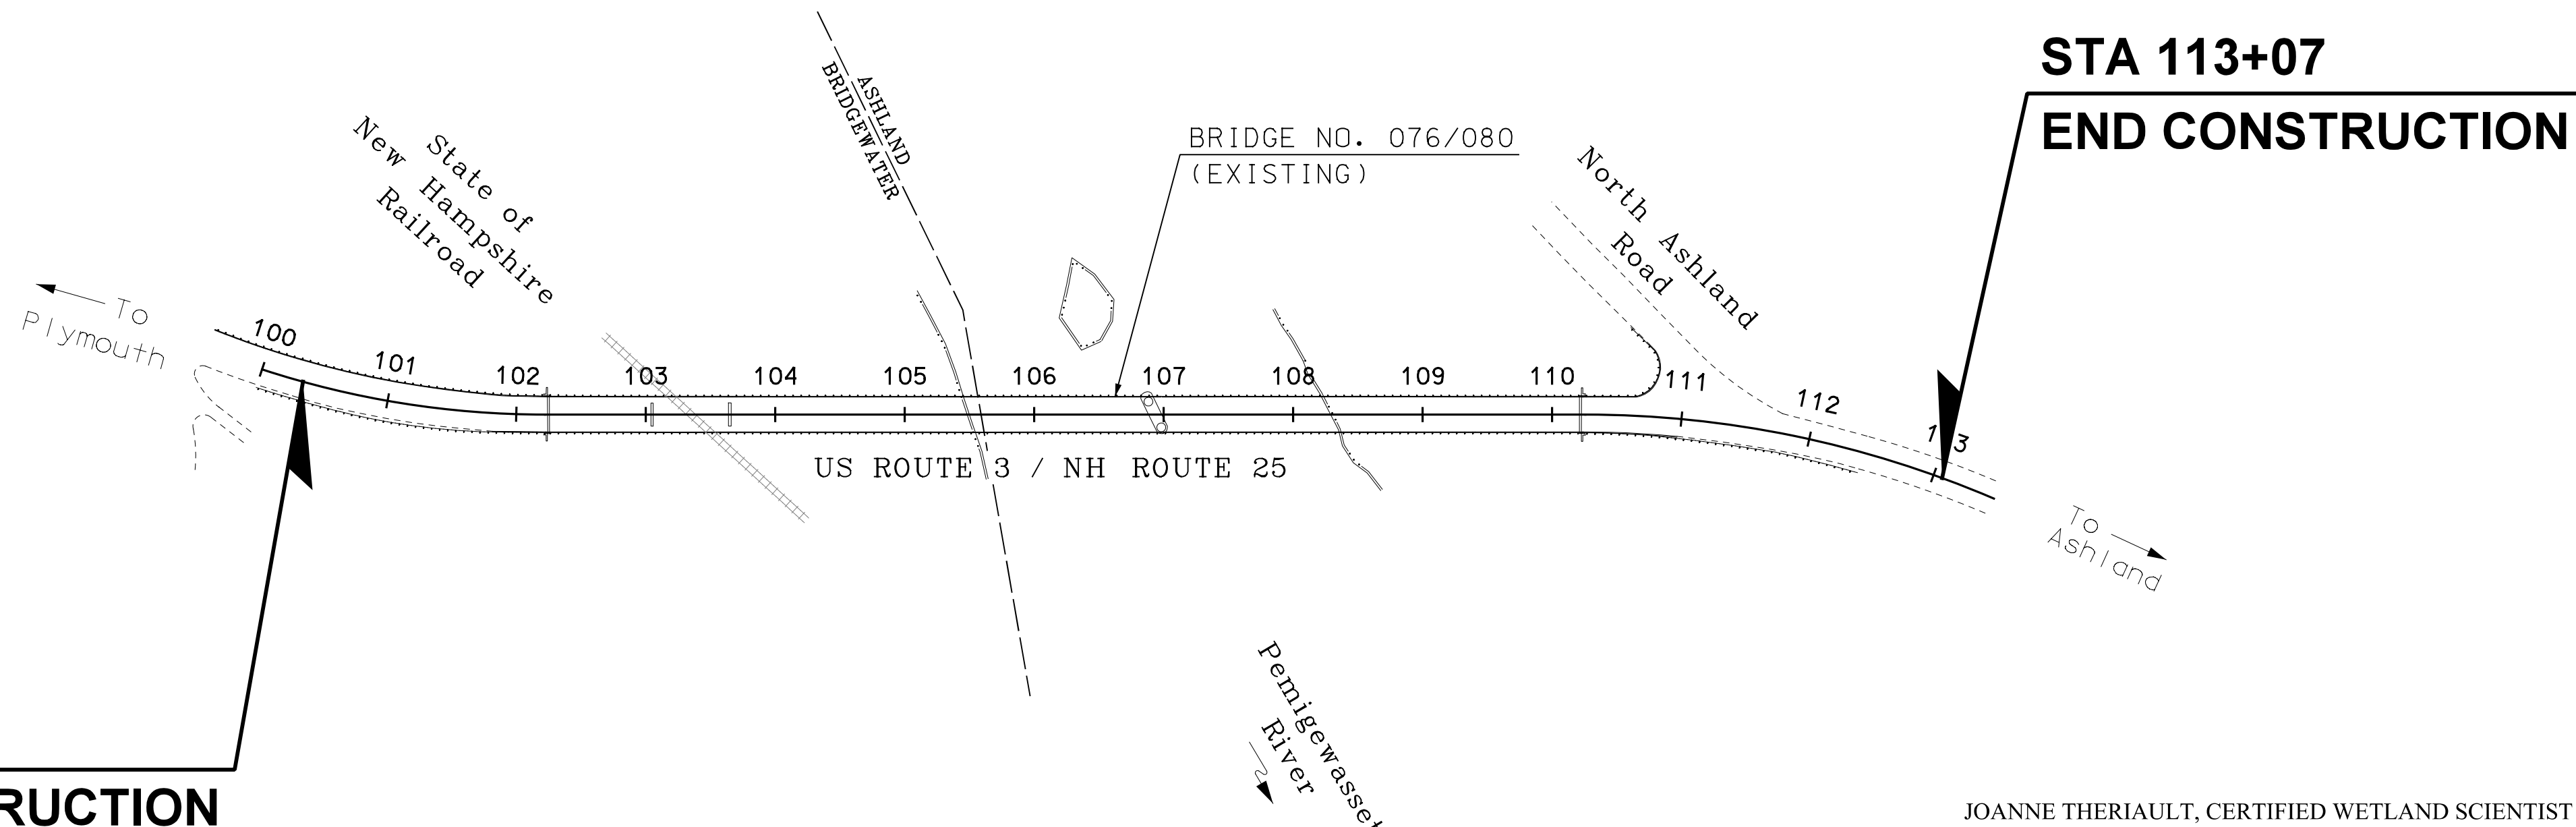 STA 113+07
END CONSTRUCTION
ASHLAND
BRIDGEWATER
BRIDGE NO. 076/080
(EXISTING)
State of
New Hampshire
Railroad
North Ashland
Road
To
Plymouth
100
101
102
103
104
105
106
107
108
109
110
111
112
113
US ROUTE 3 / NH ROUTE 25
To
Ashland
Pemigewasset
River
RUCTION
JOANNE THERIAULT, CERTIFIED WETLAND SCIENTIST